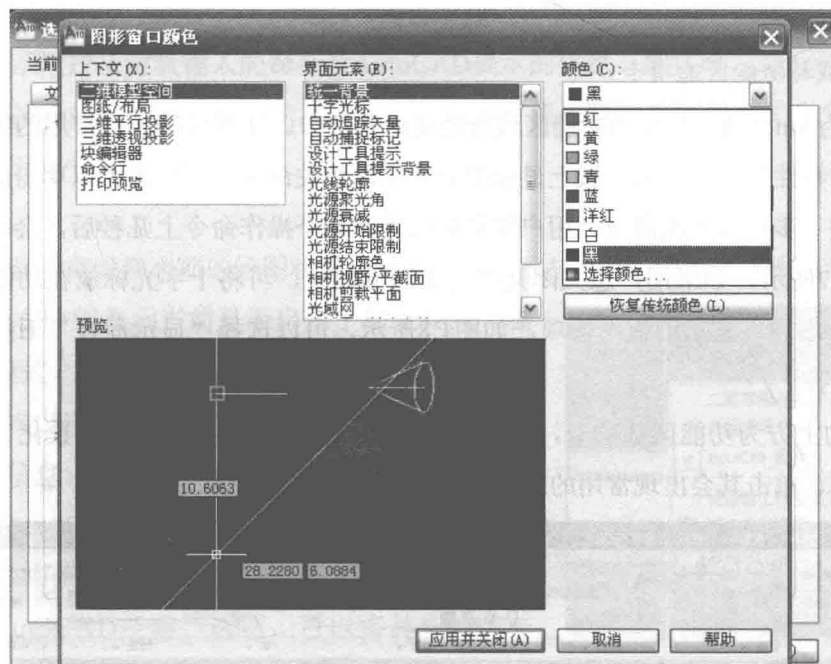 选
图形窗口颜色
当前
文
上下文(X):
二维模型空间
图纸/布局
三维平行投影
三维透视投影
块编辑器
命令行
打印预览
界面元素(E):
统一背景
十字光标
自动追踪矢量
自动捕捉标记
设计工具提示
设计工具提示背景
光线轮廓
光源聚光角
光源衰减
光源开始限制
光源结束限制
相机轮廓色
相机视野/平截面
相机剪裁平面
光域网
颜色(C):
黑
红
黄
绿
青
蓝
洋红
白
黑
选择颜色...
恢复传统颜色(L)
预览:
10.6063
28.2280 6.0884
应用并关闭(A)
取消
帮助